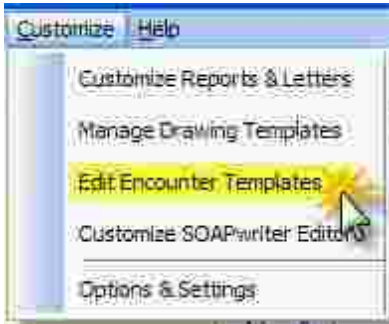 Customize Help
Customize Reports & Letters
Manage Drawing Templates
Edit Encounter Templates
Customize SOAPwriter Editors
Options & Settings